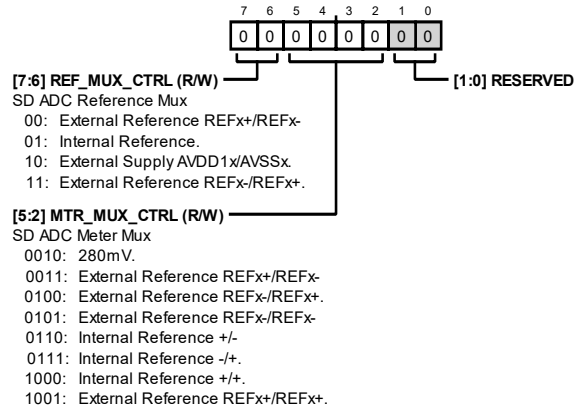 7 6 5 4 3 2 1 0
0 0 0 0 0 0 0 0
[7:6] REF_MUX_CTRL (R/W) [1:0] RESERVED
SD ADC Reference Mux
00: External Reference REFx+/REFx-
01: Internal Reference.
10: External Supply AVDD1x/AVSSx.
11: External Reference REFx-/REFx+.
[5:2] MTR_MUX_CTRL (R/W)
SD ADC Meter Mux
0010: 280mV.
0011: External Reference REFx+/REFx-
0100: External Reference REFx-/REFx+.
0101: External Reference REFx-/REFx-
0110: Internal Reference +/-
0111: Internal Reference -/+.
1000: Internal Reference +/+.
1001: External Reference REFx+/REFx+.